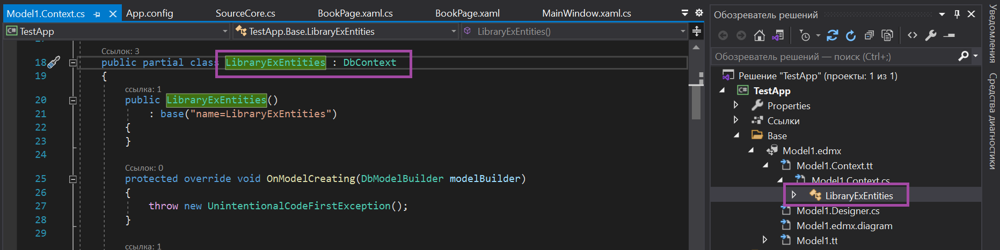 Model1.Context.cs
App.config
SourceCore.cs
BookPage.xaml.cs
BookPage.xaml
MainWindow.xaml.cs
C# TestApp
TestApp.Base.LibraryExEntities
LibraryExEntities()
Ссылок: 3
18 public partial class LibraryExEntities : DbContext
19 {
ссылка: 1
20 public LibraryExEntities()
21 : base("name=LibraryExEntities")
22 {
23 }
24
Ссылок: 0
25 protected override void OnModelCreating(DbModelBuilder modelBuilder)
26 {
27 throw new UnintentionalCodeFirstException();
28 }
29
ссылка: 1
Обозреватель решений
Обозреватель решений — поиск (Ctrl+;)
Решение "TestApp" (проекты: 1 из 1)
C# TestApp
Properties
Ссылки
Base
Model1.edmx
Model1.Context.tt
Model1.Context.cs
LibraryExEntities
Model1.Designer.cs
Model1.edmx.diagram
Model1.tt
Уведомления
Средства диагностики